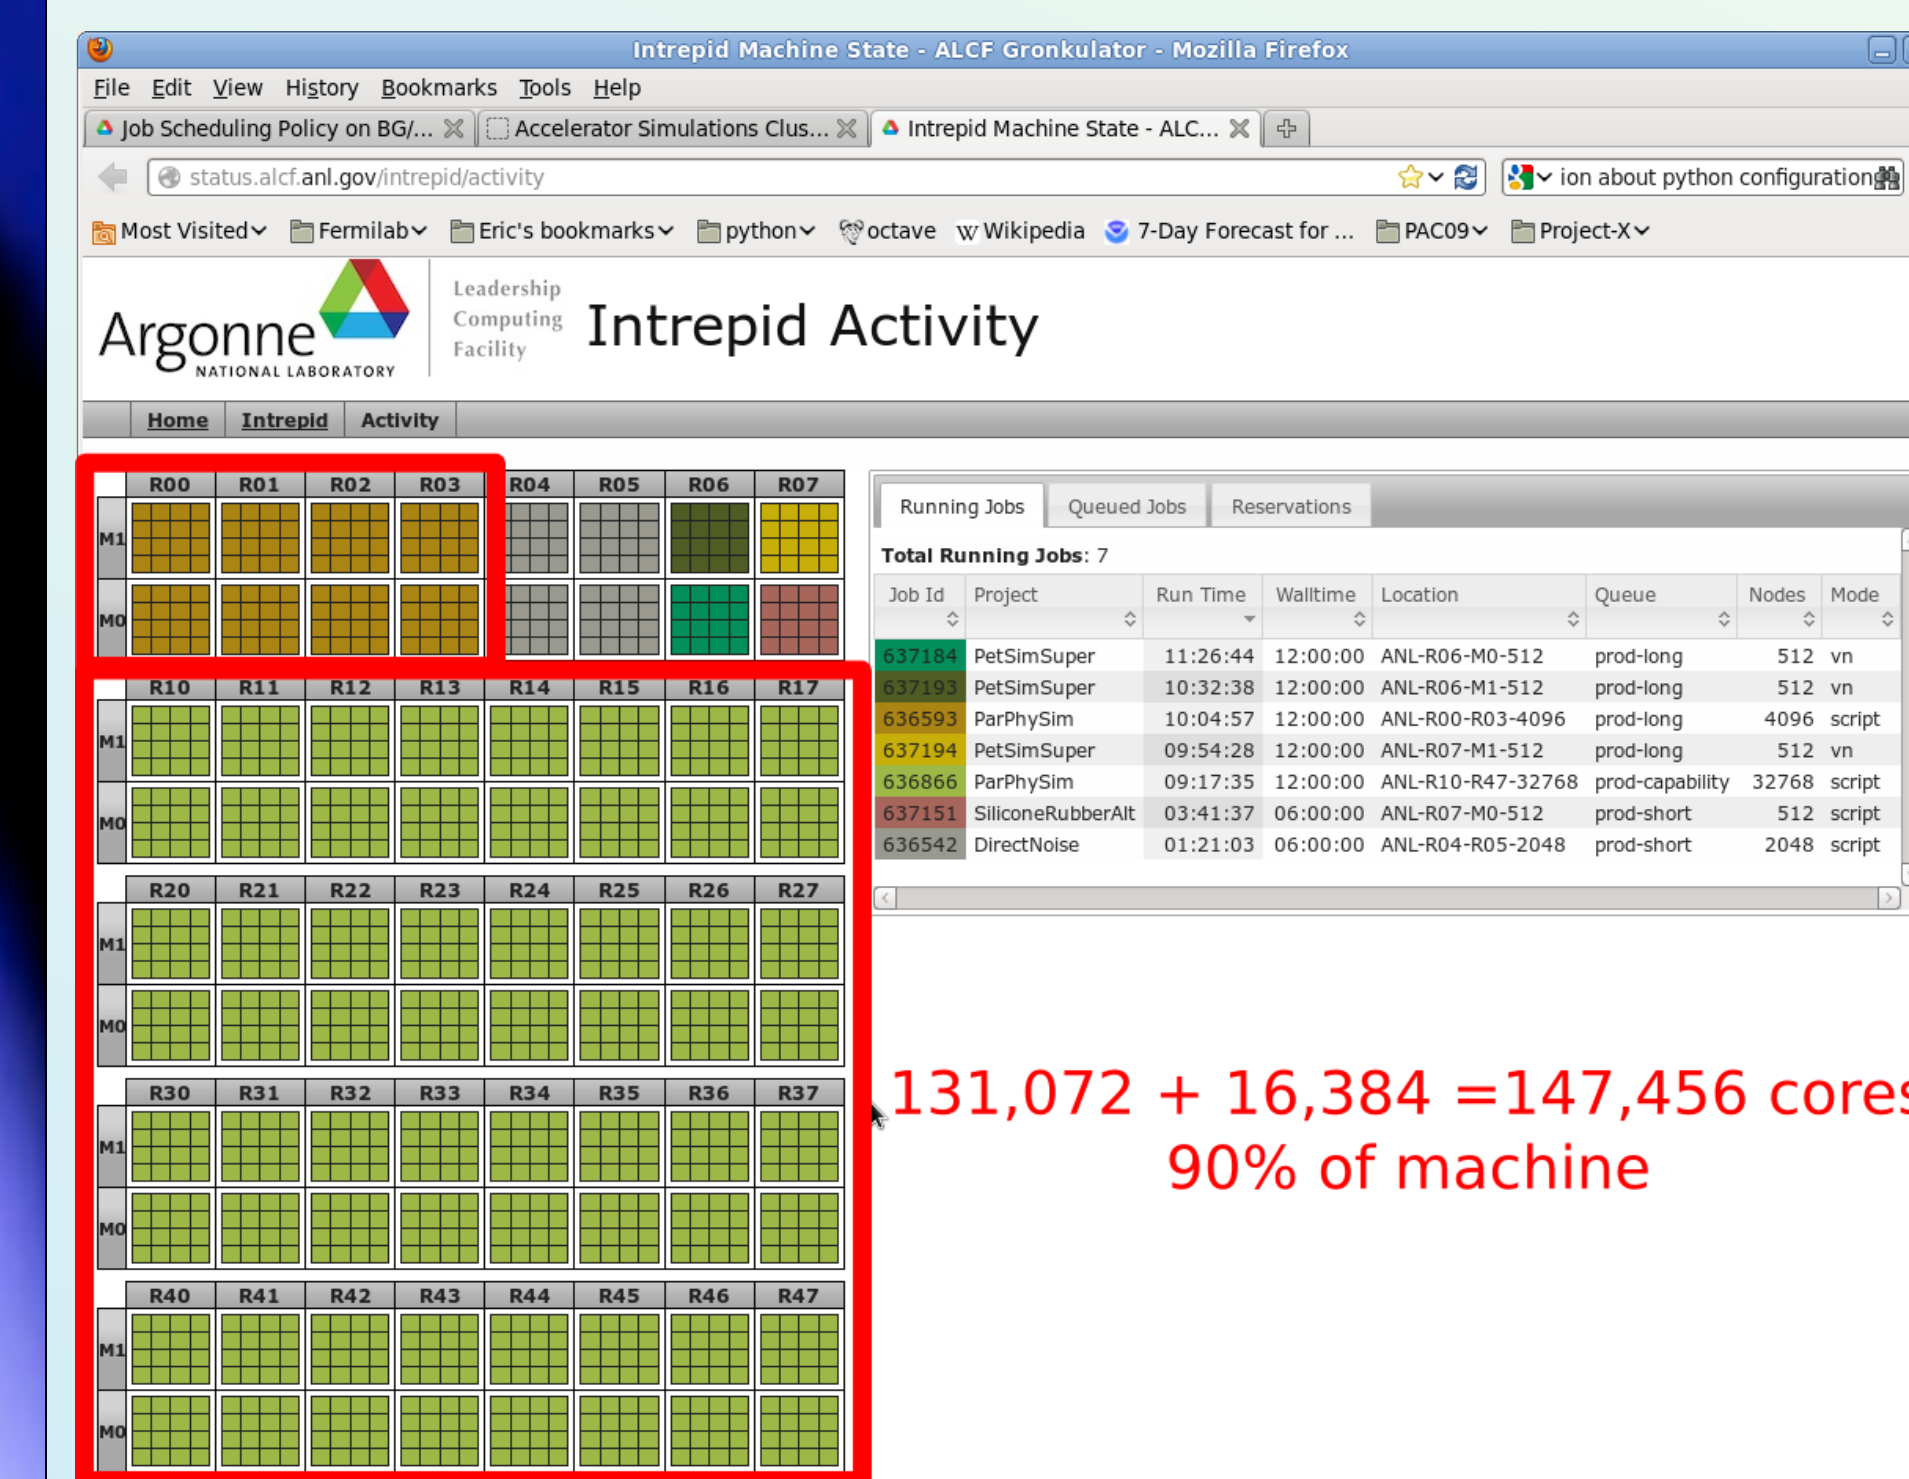 Intrepid Machine State - ALCF Gronkulator - Mozilla Firefox
File Edit View History Bookmarks Tools Help
Job Scheduling Policy on BG/... Accelerator Simulations Clus... Intrepid Machine State - ALC...
status.alcf.anl.gov/intrepid/activity ion about python configuration
Most Visited Fermilab Eric's bookmarks python octave W Wikipedia 7-Day Forecast for ... PAC09 Project-X
Argonne
NATIONAL LABORATORY
Leadership
Computing
Facility
Intrepid Activity
Home Intrepid Activity
R00 R01 R02 R03 R04 R05 R06 R07
M1
M0
R10 R11 R12 R13 R14 R15 R16 R17
M1
M0
R20 R21 R22 R23 R24 R25 R26 R27
M1
M0
R30 R31 R32 R33 R34 R35 R36 R37
M1
M0
R40 R41 R42 R43 R44 R45 R46 R47
M1
M0
Running Jobs Queued Jobs Reservations
Total Running Jobs: 7
Job Id Project Run Time Walltime Location Queue Nodes Mode
637184 PetSimSuper 11:26:44 12:00:00 ANL-R06-M0-512 prod-long 512 vn
637193 PetSimSuper 10:32:38 12:00:00 ANL-R06-M1-512 prod-long 512 vn
636593 ParPhySim 10:04:57 12:00:00 ANL-R00-R03-4096 prod-long 4096 script
637194 PetSimSuper 09:54:28 12:00:00 ANL-R07-M1-512 prod-long 512 vn
636866 ParPhySim 09:17:35 12:00:00 ANL-R10-R47-32768 prod-capability 32768 script
637151 SiliconeRubberAlt 03:41:37 06:00:00 ANL-R07-M0-512 prod-short 512 script
636542 DirectNoise 01:21:03 06:00:00 ANL-R04-R05-2048 prod-short 2048 script
131,072 + 16,384 =147,456 cores
90% of machine